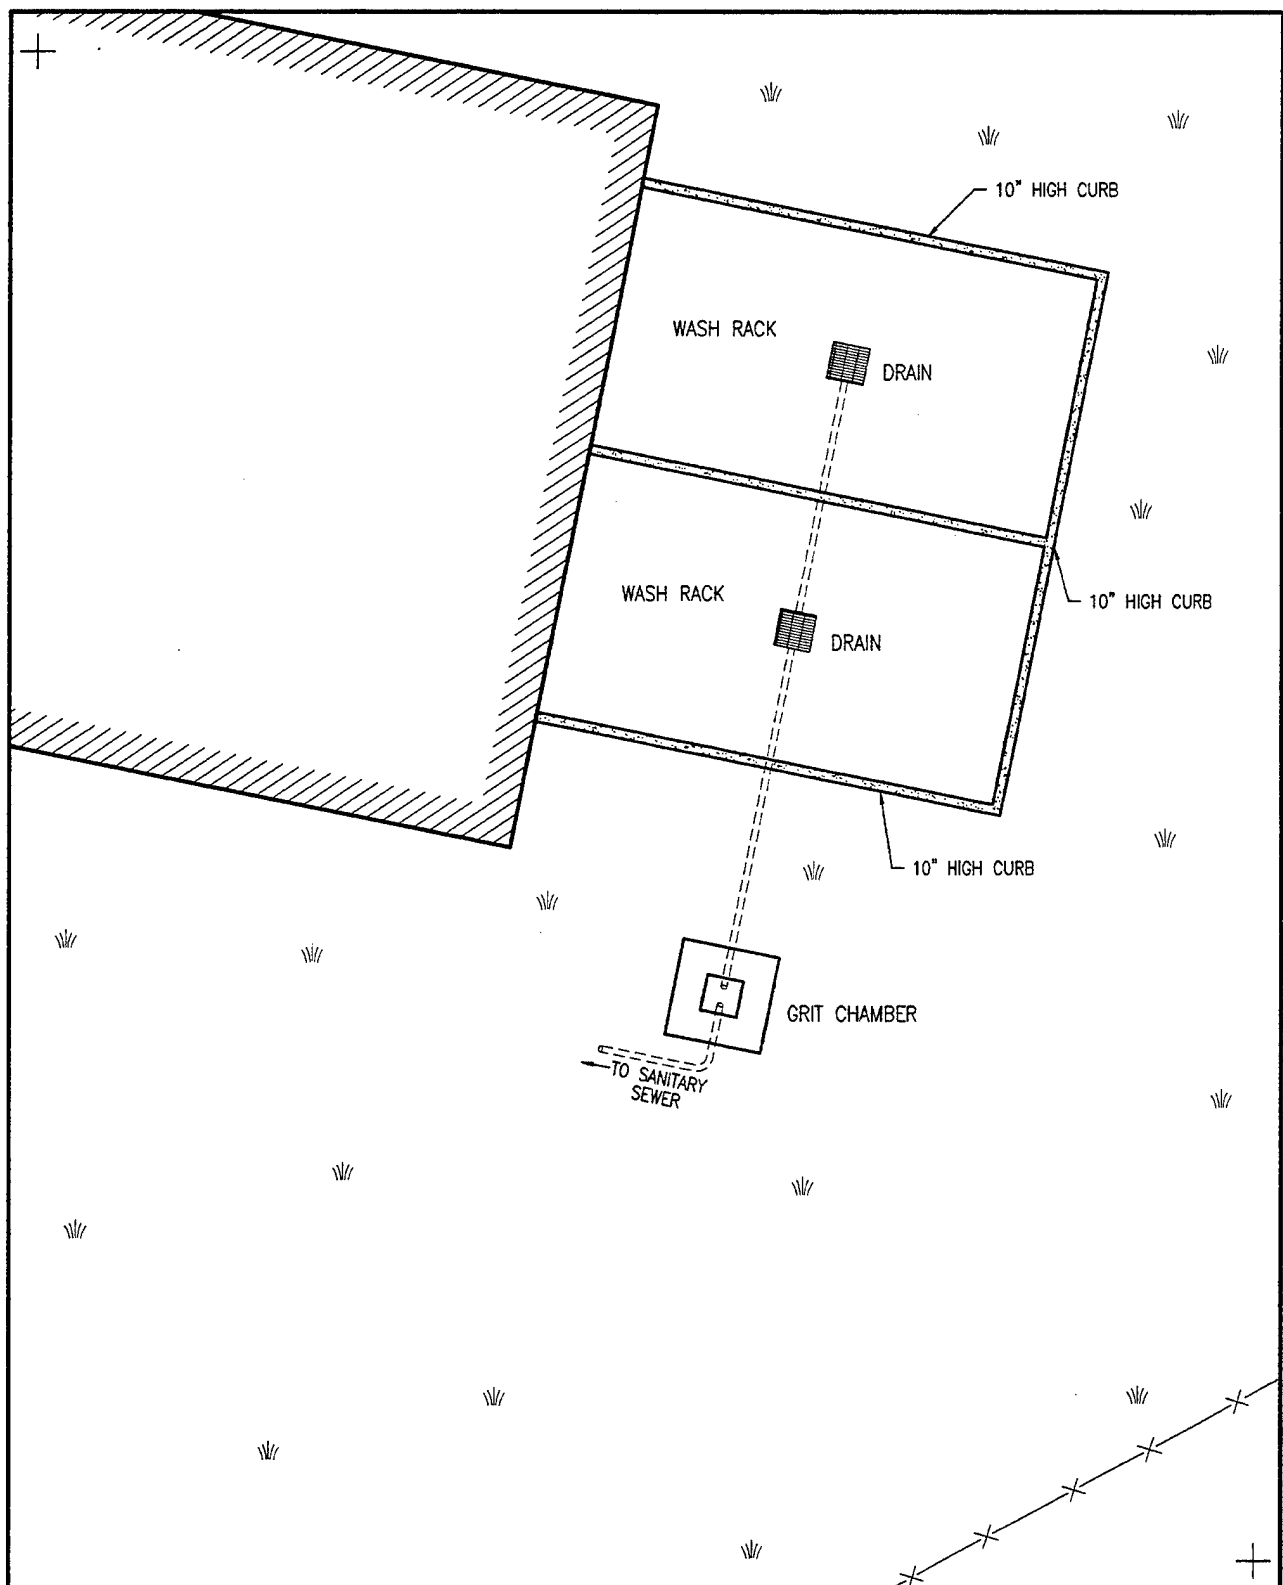 10" HIGH CURB
WASH RACK
DRAIN
WASH RACK
10" HIGH CURB
DRAIN
10" HIGH CURB
GRIT CHAMBER
TO SANITARY
SEWER